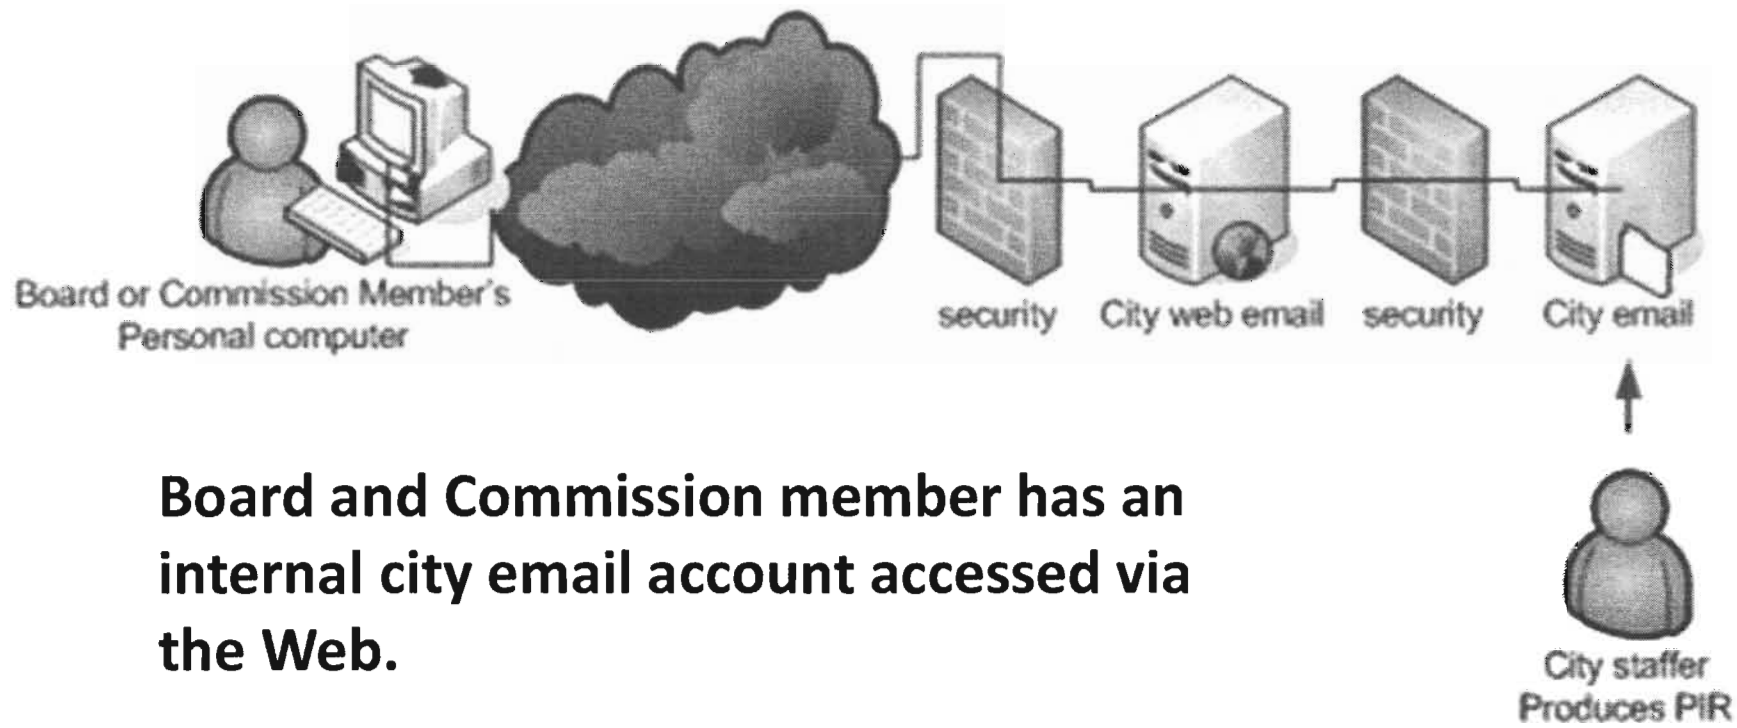 Board or Commission Member's
Personal computer
security
City web email
security
City email
Board and Commission member has an
internal city email account accessed via
the Web.
City staffer
Produces PIR